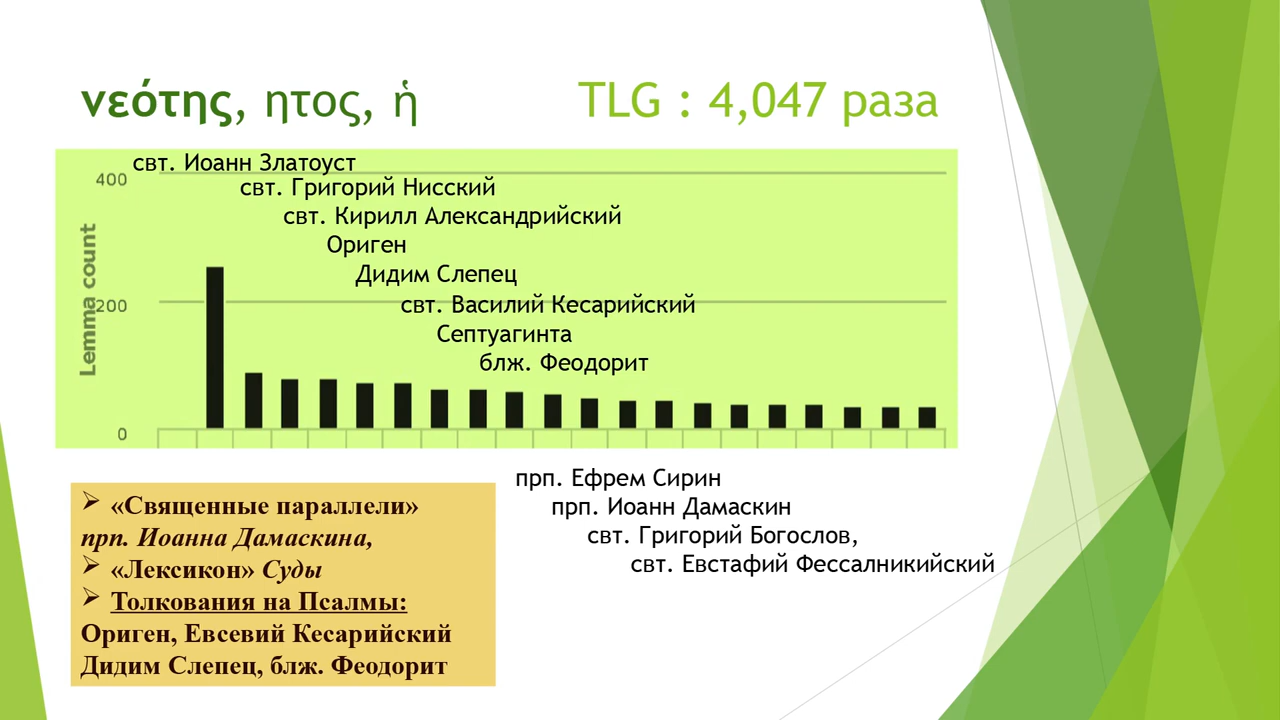 νεότης, ητος, ἡ
TLG : 4,047 раза
свт. Иоанн Златоуст
400
свт. Григорий Нисский
свт. Кирилл Александрийский
Ориген
Дидим Слепец
Lemma count
200
свт. Василий Кесарийский
Септуагинта
блж. Феодорит
0
прп. Ефрем Сирин
прп. Иоанн Дамаскин
свт. Григорий Богослов,
свт. Евстафий Фессалникийский
«Священные параллели»
прп. Иоанна Дамаскина,
«Лексикон» Суды
Толкования на Псалмы:
Ориген, Евсевий Кесарийский
Дидим Слепец, блж. Феодорит